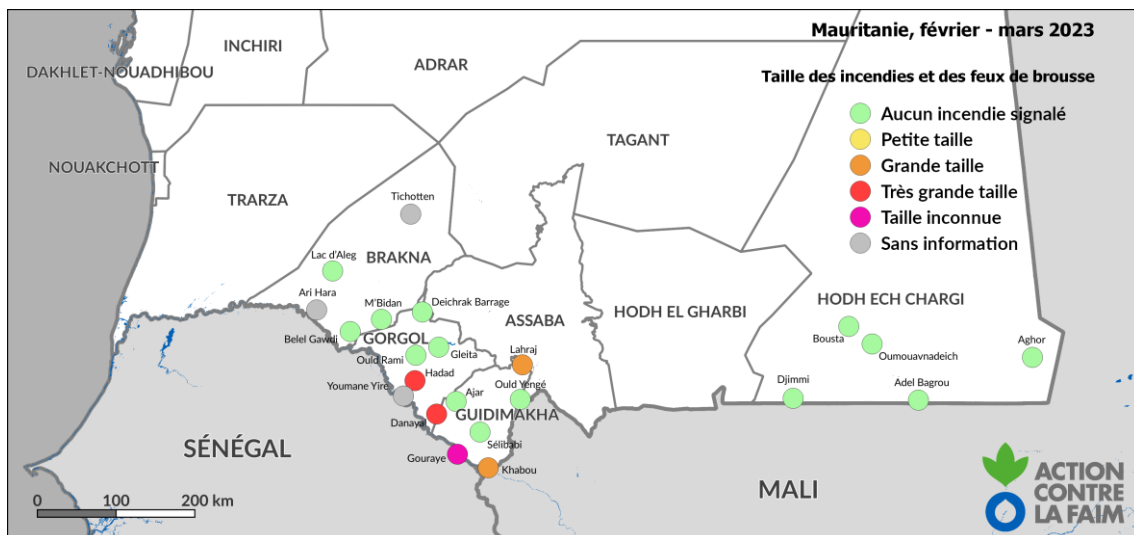 Mauritanie, février - mars 2023
Taille des incendies et des feux de brousse
Aucun incendie signalé
Petite taille
Grande taille
Très grande taille
Taille inconnue
Sans information
INCHIRI
DAKHLET-NOUADHIBOU
ADRAR
TAGANT
NOUAKCHOTT
TRARZA
Tichotten
Lac d'Aleg
BRAKNA
Ari Hara
M'Bidan
Deichrak Barrage
HODH ECH CHARGI
ASSABA
HODH EL GHARBI
Belel Gawdi
GORGOL
Bousta
Oumouavnadeich
Aghor
Ould Rami
Gleita
Lahraj
Hadad
Youmane Yire
Ajar
Ould Yengé
Djimmi
Adel Bagrou
Danayal
GUIDIMAKHA
Sélibabi
Gouraye
Khabou
SÉNÉGAL
MALI
0 100 200 km
ACTION
CONTRE
LA FAIM